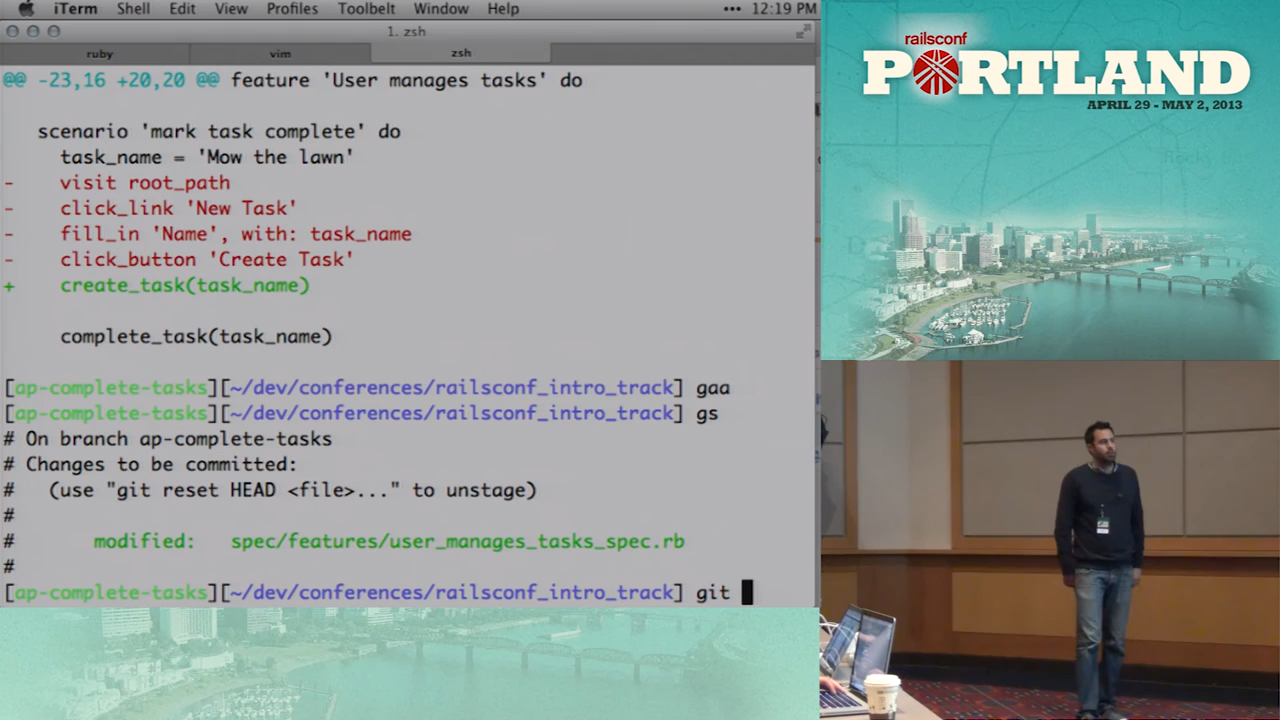 iTerm Shell Edit View Profiles Toolbelt Window Help ••• 12:19 PM
1. zsh
ruby vim zsh
@@ -23,16 +20,20 @@ feature 'User manages tasks' do
scenario 'mark task complete' do
task_name = 'Mow the lawn'
- visit root_path
- click_link 'New Task'
- fill_in 'Name', with: task_name
- click_button 'Create Task'
+ create_task(task_name)
complete_task(task_name)
[ap-complete-tasks][~/dev/conferences/railsconf_intro_track] gaa
[ap-complete-tasks][~/dev/conferences/railsconf_intro_track] gs
# On branch ap-complete-tasks
# Changes to be committed:
# (use "git reset HEAD <file>..." to unstage)
#
# modified: spec/features/user_manages_tasks_spec.rb
#
[ap-complete-tasks][~/dev/conferences/railsconf_intro_track] git
railsconf
PORTLAND
APRIL 29 - MAY 2, 2013